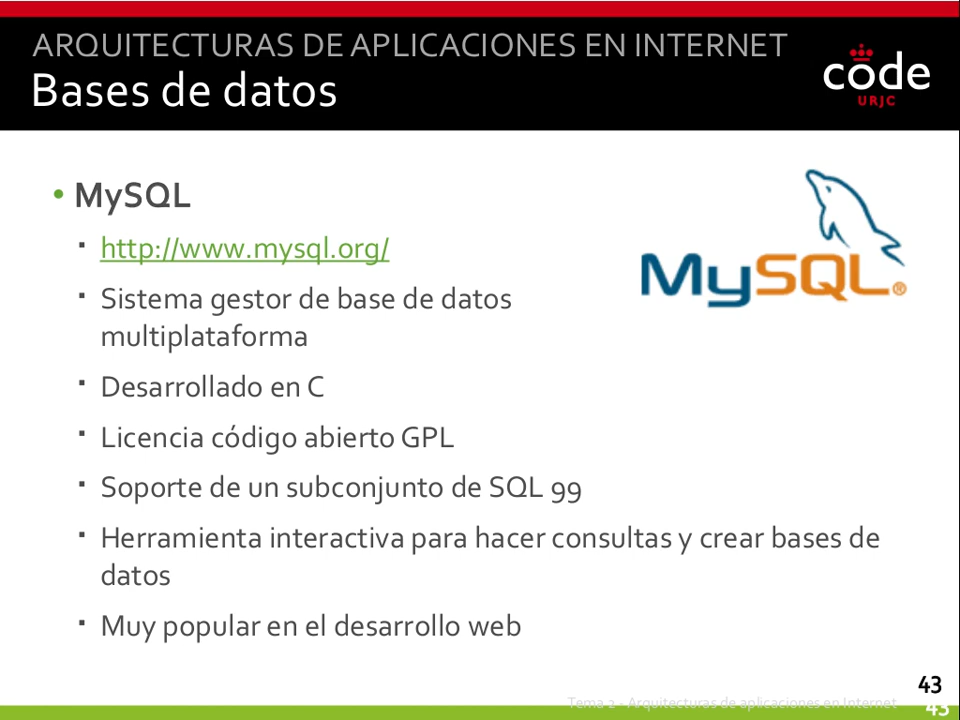 ARQUITECTURAS DE APLICACIONES EN INTERNET
Bases de datos
code
URJC
• MySQL
▪ http://www.mysql.org/
▪ Sistema gestor de base de datos
multiplataforma
▪ Desarrollado en C
▪ Licencia código abierto GPL
▪ Soporte de un subconjunto de SQL 99
▪ Herramienta interactiva para hacer consultas y crear bases de
datos
▪ Muy popular en el desarrollo web
MySQL®
43
Tema 2 - Arquitecturas de aplicaciones en Internet
43